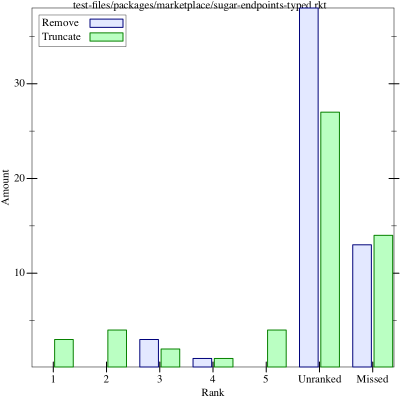 test-files/packages/marketplace/sugar-endpoints-typed.rkt
Remove
Truncate
30
20
10
Amount
1 2 3 4 5 Unranked Missed
Rank